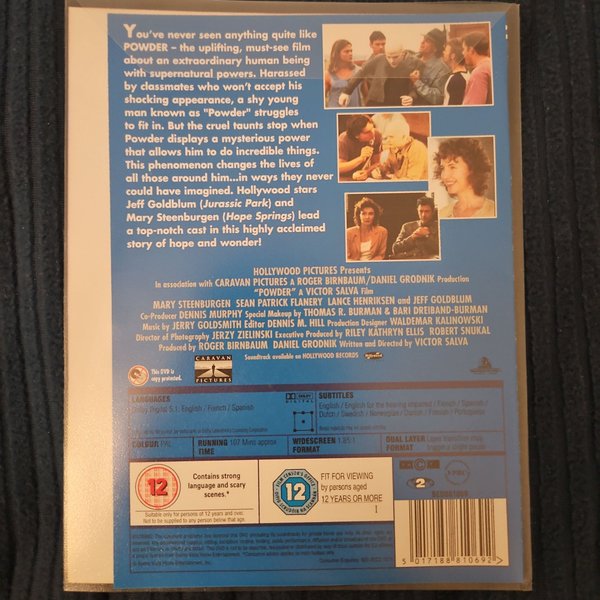 You've never seen anything quite like
POWDER – the uplifting, must-see film
about an extraordinary human being
with supernatural powers. Harassed
by classmates who won't accept his
shocking appearance, a shy young
man known as "Powder" struggles
to fit in. But the cruel taunts stop when
Powder displays a mysterious power
that allows him to do incredible things.
This phenomenon changes the lives of
all those around him...in ways they never
could have imagined. Hollywood stars
Jeff Goldblum (Jurassic Park) and
Mary Steenburgen (Hope Springs) lead
a top-notch cast in this highly acclaimed
story of hope and wonder!
HOLLYWOOD PICTURES Presents
In association with CARAVAN PICTURES A ROGER BIRNBAUM/DANIEL GRODNIK Production
"POWDER" A VICTOR SALVA Film
MARY STEENBURGEN SEAN PATRICK FLANERY LANCE HENRIKSEN and JEFF GOLDBLUM
Co-Producer DENNIS MURPHY Special Makeup by THOMAS R. BURMAN & BARI DREIBAND-BURMAN
Music by JERRY GOLDSMITH Editor DENNIS M. HILL Production Designer WALDEMAR KALINOWSKI
Director of Photography JERZY ZIELINSKI Executive Produced by RILEY KATHRYN ELLIS ROBERT SNUKAL
Produced by ROGER BIRNBAUM DANIEL GRODNIK Written and Directed by VICTOR SALVA
This DVD is
copy protected.
CARAVAN
PICTURES
Soundtrack available on HOLLYWOOD RECORDS
LANGUAGES
Dolby Digital 5.1: English / French / Spanish
DOLBY
DIGITAL
SUBTITLES
English / English for the hearing impaired / French / Spanish /
Dutch / Swedish / Norwegian / Danish / Finnish / Portuguese
COLOUR PAL
RUNNING 107 Mins approx
TIME
WIDESCREEN 1.85:1
FORMAT
DUAL LAYER
FORMAT
12
Contains strong
language and scary
scenes.*
Suitable only for persons of 12 years and over.
Not to be supplied to any person below that age.
12
FIT FOR VIEWING
by persons aged
12 YEARS OR MORE
2
5 017188 810692